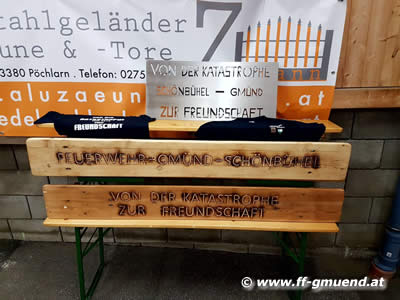 tahlgeländer
une & -Tore
3380 Pöchlarn . Telefon: 0275
aluzaeun
.at
VON DER KATASTROPHE
SCHÖNBÜHEL – GMÜND
ZUR FREUNDSCHAFT
FREUNDSCHAFT
FEUERWEHR-GMÜND-SCHÖNBÜHEL
VON DER KATASTROPHE
ZUR FREUNDSCHAFT
© www.ff-gmuend.at